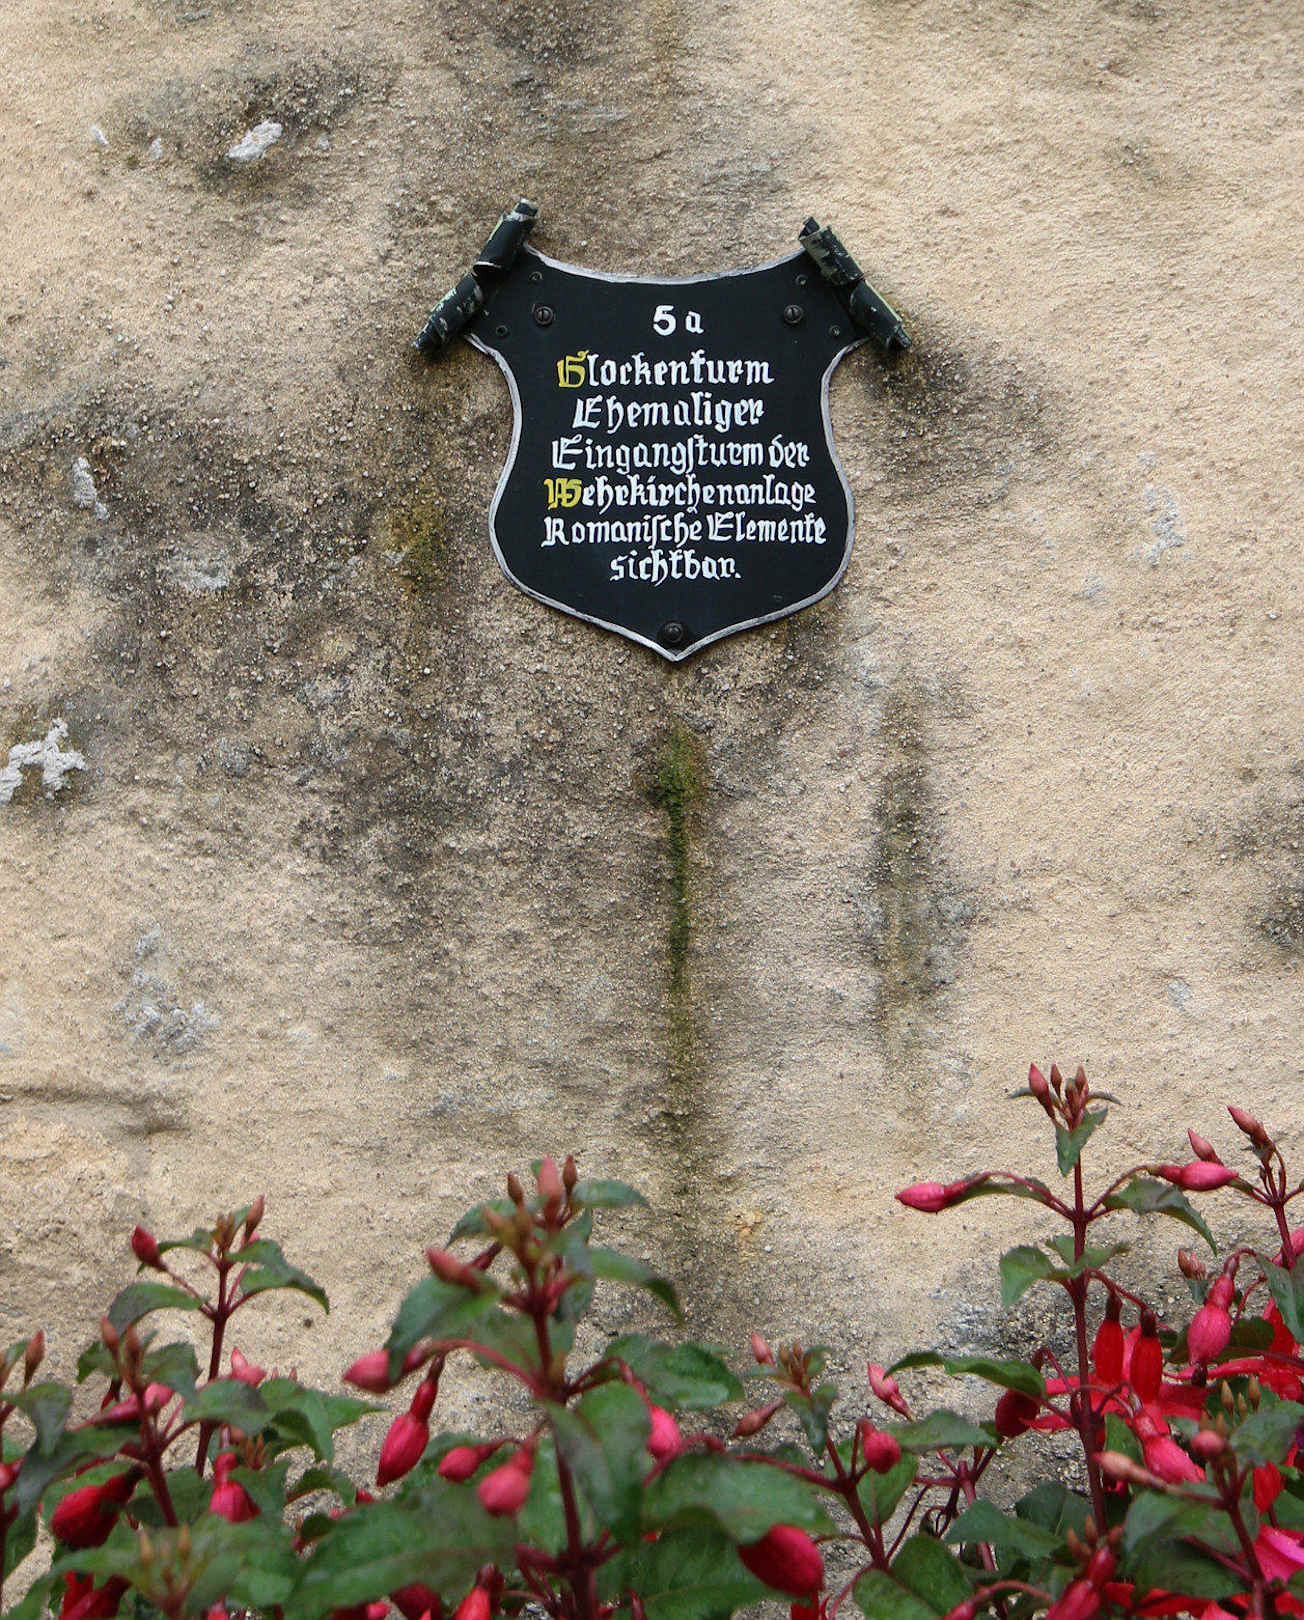 5a
Glockenturm
Ehemaliger
Eingangſturm der
Wehrkirchenanlage
Romaniſche Elemente
sichtbar.